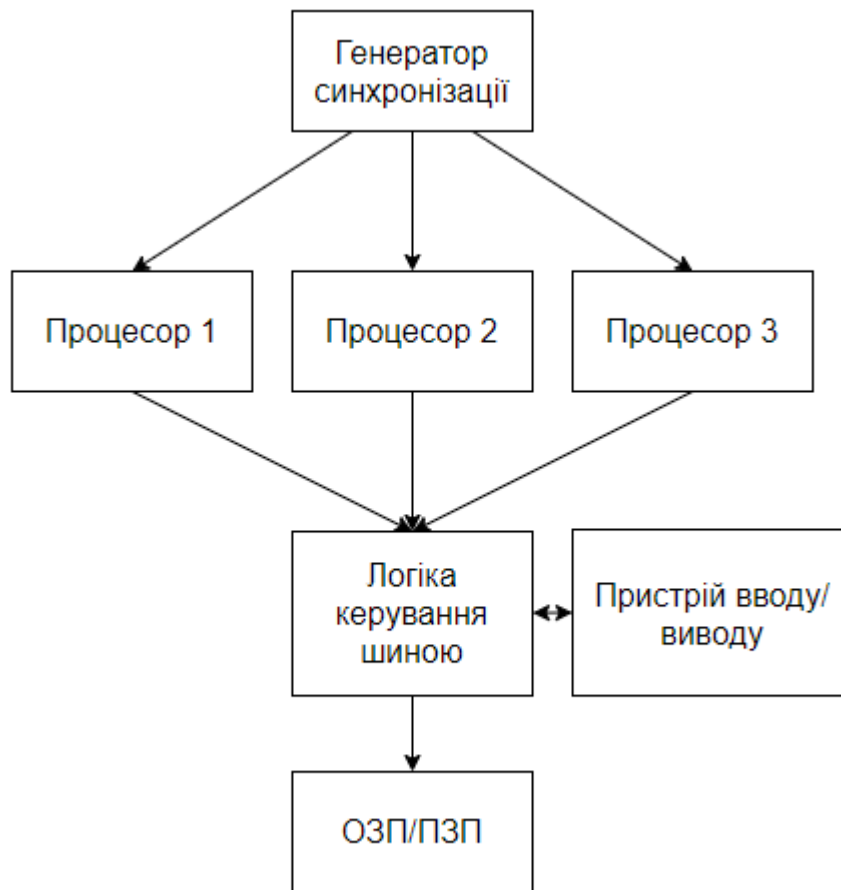 Генератор
синхронізації
Процесор 1
Процесор 2
Процесор 3
Логіка
керування
шиною
Пристрій вводу/
виводу
ОЗП/ПЗП